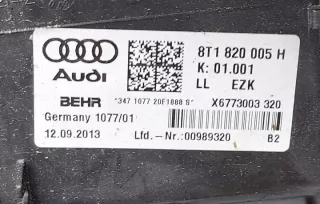 8T1 820 005 H
K: 01.001
Audi
LL EZK
BEHR *347 1077 20F1888 S* X6773003 320
Germany 1077/01
12.09.2013 Lfd.-Nr.:00989320 B2